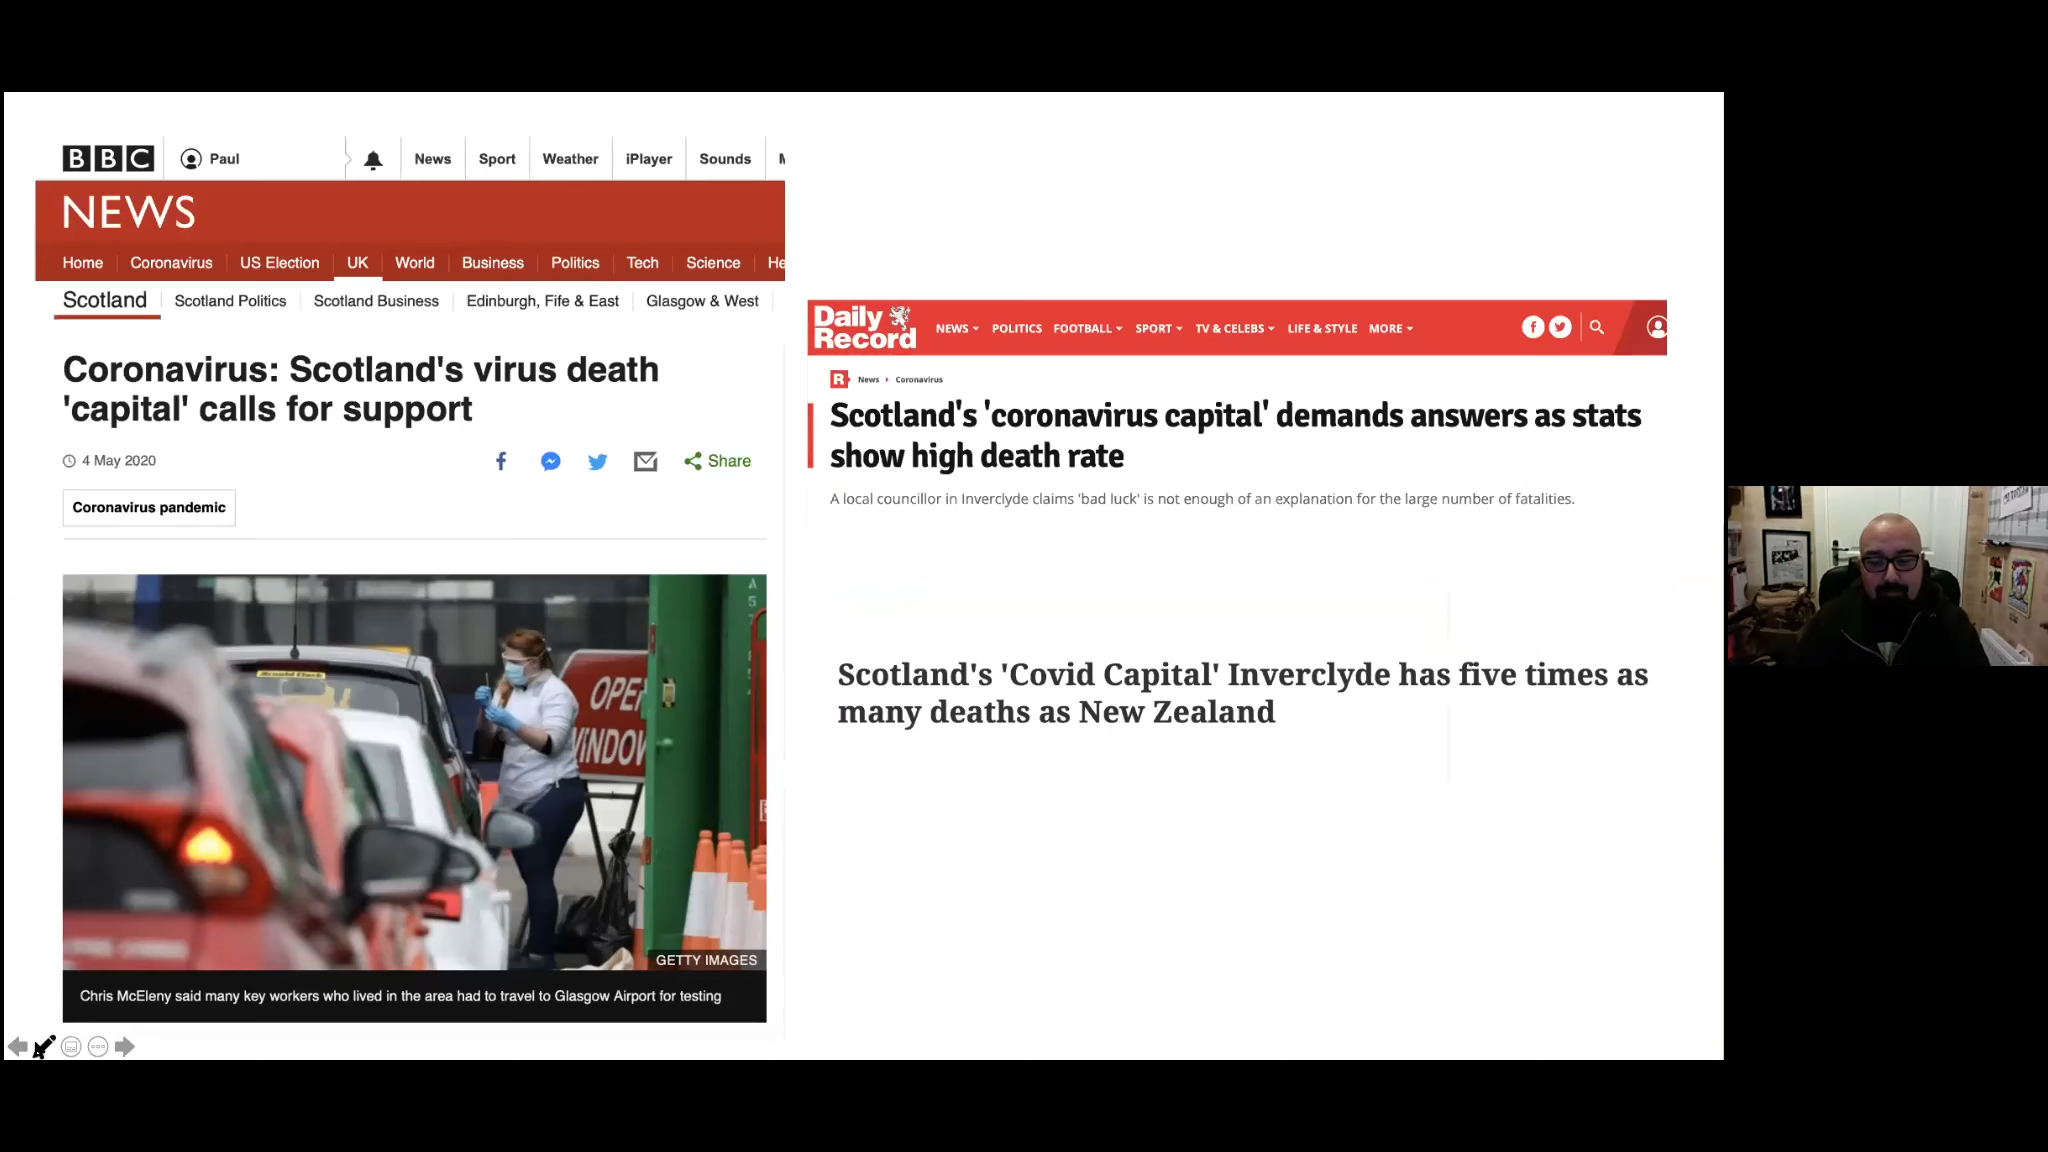 BBC Paul News Sport Weather iPlayer Sounds
NEWS
Home Coronavirus US Election UK World Business Politics Tech Science He
Scotland Scotland Politics Scotland Business Edinburgh, Fife & East Glasgow & West
Coronavirus: Scotland's virus death
'capital' calls for support
4 May 2020 Share
Coronavirus pandemic
OPEN
WINDOW
GETTY IMAGES
Chris McEleny said many key workers who lived in the area had to travel to Glasgow Airport for testing
Daily
Record
NEWS POLITICS FOOTBALL SPORT TV & CELEBS LIFE & STYLE MORE
R News Coronavirus
Scotland's 'coronavirus capital' demands answers as stats
show high death rate
A local councillor in Inverclyde claims 'bad luck' is not enough of an explanation for the large number of fatalities.
Scotland's 'Covid Capital' Inverclyde has five times as
many deaths as New Zealand